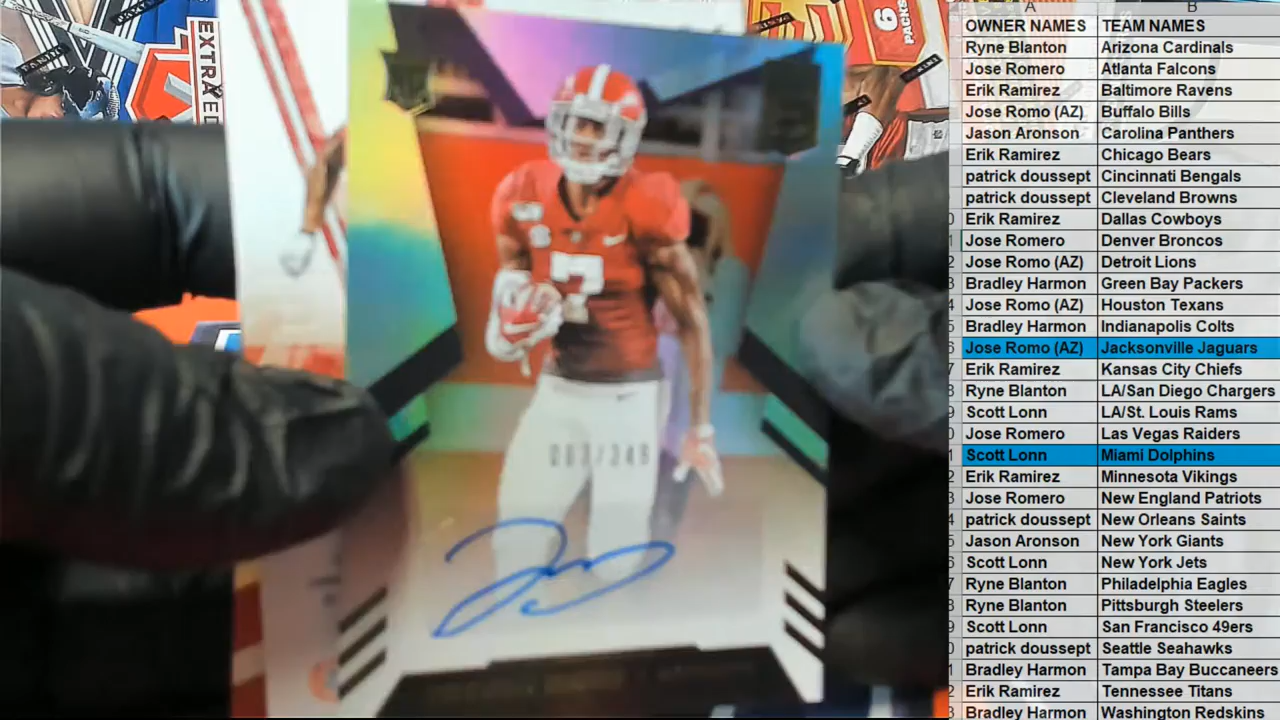 A B
OWNER NAMES TEAM NAMES
Ryne Blanton Arizona Cardinals
Jose Romero Atlanta Falcons
Erik Ramirez Baltimore Ravens
Jose Romo (AZ) Buffalo Bills
Jason Aronson Carolina Panthers
Erik Ramirez Chicago Bears
patrick doussept Cincinnati Bengals
patrick doussept Cleveland Browns
Erik Ramirez Dallas Cowboys
Jose Romero Denver Broncos
Jose Romo (AZ) Detroit Lions
Bradley Harmon Green Bay Packers
Jose Romo (AZ) Houston Texans
Bradley Harmon Indianapolis Colts
Jose Romo (AZ) Jacksonville Jaguars
Erik Ramirez Kansas City Chiefs
Ryne Blanton LA/San Diego Chargers
Scott Lonn LA/St. Louis Rams
Jose Romero Las Vegas Raiders
Scott Lonn Miami Dolphins
Erik Ramirez Minnesota Vikings
Jose Romero New England Patriots
patrick doussept New Orleans Saints
Jason Aronson New York Giants
Scott Lonn New York Jets
Ryne Blanton Philadelphia Eagles
Ryne Blanton Pittsburgh Steelers
Scott Lonn San Francisco 49ers
patrick doussept Seattle Seahawks
Bradley Harmon Tampa Bay Buccaneers
Erik Ramirez Tennessee Titans
Bradley Harmon Washington Redskins
EXTRA
6 PACKS
PANINI
7